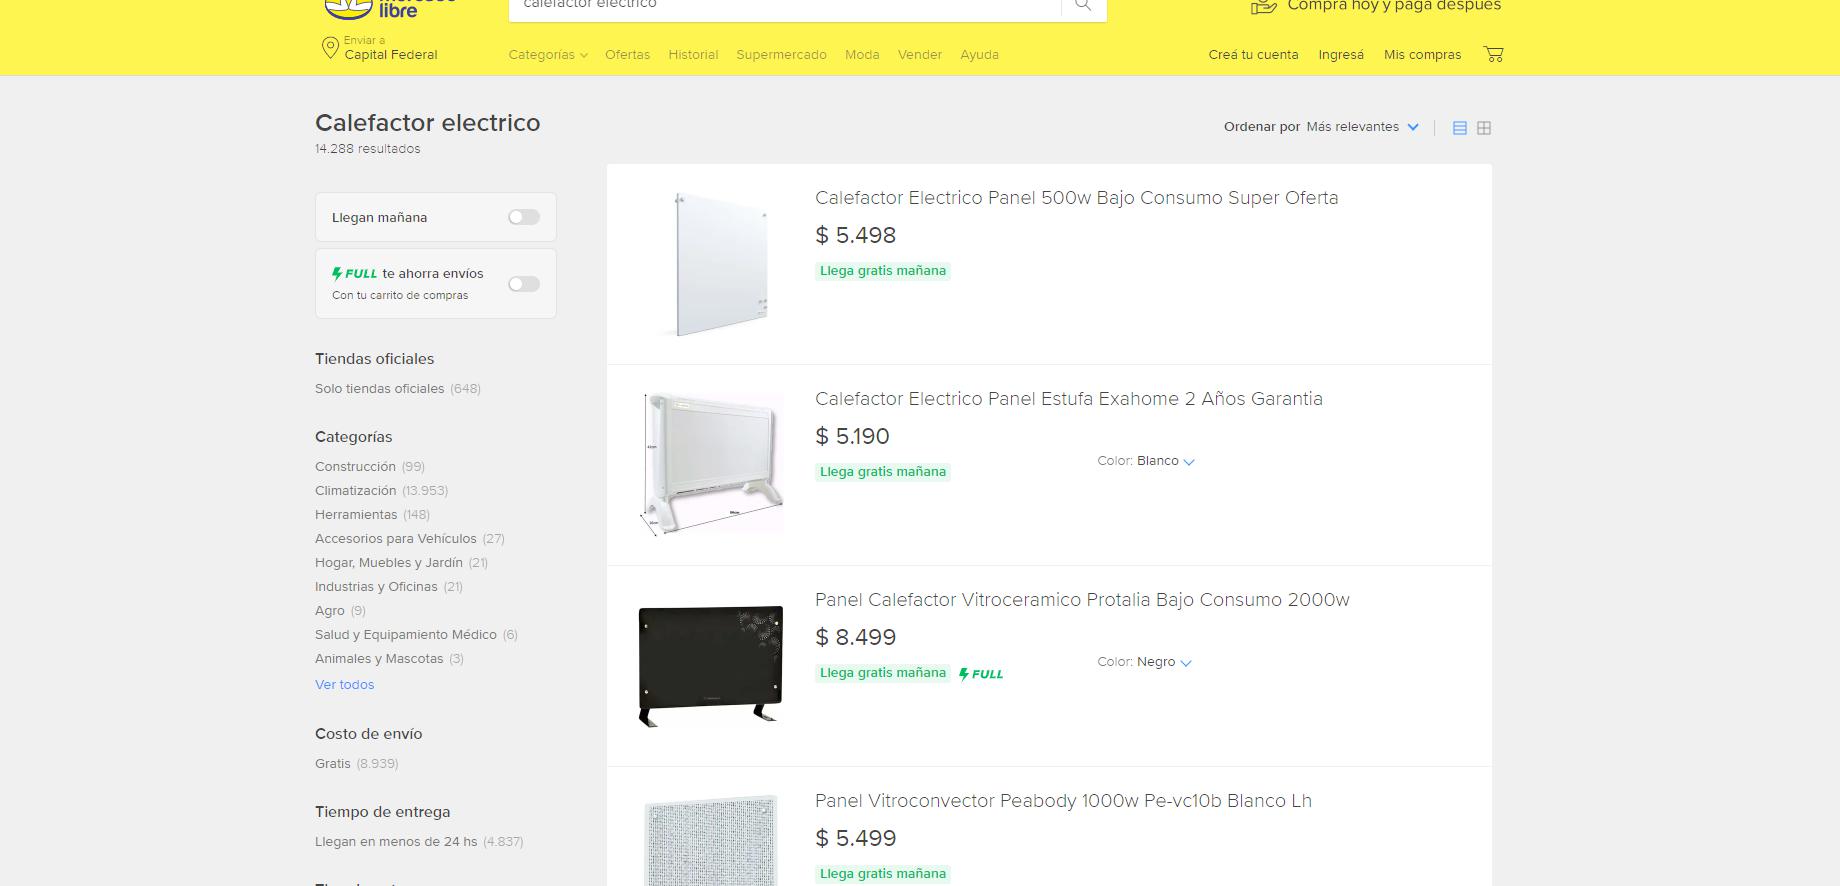 libre
calefactor electrico
Compra hoy y paga después
Enviar a
Capital Federal
Categorías
Ofertas
Historial
Supermercado
Moda
Vender
Ayuda
Creá tu cuenta
Ingresá
Mis compras
Calefactor electrico
14.288 resultados
Ordenar por Más relevantes
Llegan mañana
FULL te ahorra envíos
Con tu carrito de compras
Tiendas oficiales
Solo tiendas oficiales (648)
Categorías
Construcción (99)
Climatización (13.953)
Herramientas (148)
Accesorios para Vehículos (27)
Hogar, Muebles y Jardín (21)
Industrias y Oficinas (21)
Agro (9)
Salud y Equipamiento Médico (6)
Animales y Mascotas (3)
Ver todos
Costo de envío
Gratis (8.939)
Tiempo de entrega
Llegan en menos de 24 hs (4.837)
Calefactor Electrico Panel 500w Bajo Consumo Super Oferta
$ 5.498
Llega gratis mañana
Calefactor Electrico Panel Estufa Exahome 2 Años Garantia
$ 5.190
Color: Blanco
Llega gratis mañana
Panel Calefactor Vitroceramico Protalia Bajo Consumo 2000w
$ 8.499
Color: Negro
Llega gratis mañana FULL
Panel Vitroconvector Peabody 1000w Pe-vc10b Blanco Lh
$ 5.499
Llega gratis mañana